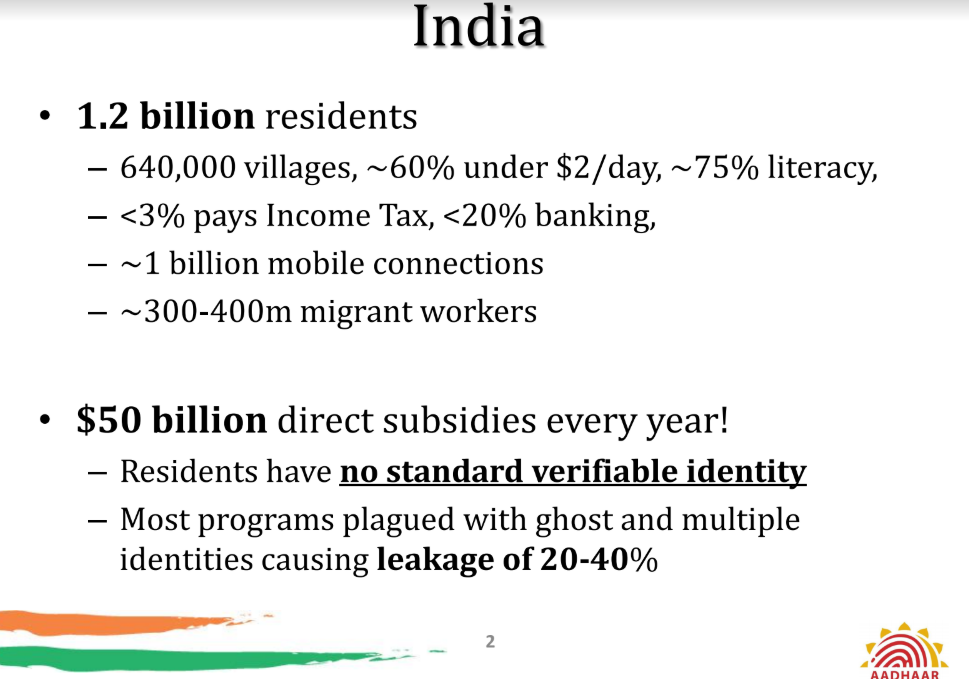 India
• 1.2 billion residents
– 640,000 villages, ~60% under $2/day, ~75% literacy,
– <3% pays Income Tax, <20% banking,
– ~1 billion mobile connections
– ~300-400m migrant workers
• $50 billion direct subsidies every year!
– Residents have no standard verifiable identity
– Most programs plagued with ghost and multiple
identities causing leakage of 20-40%
2
AADHAAR